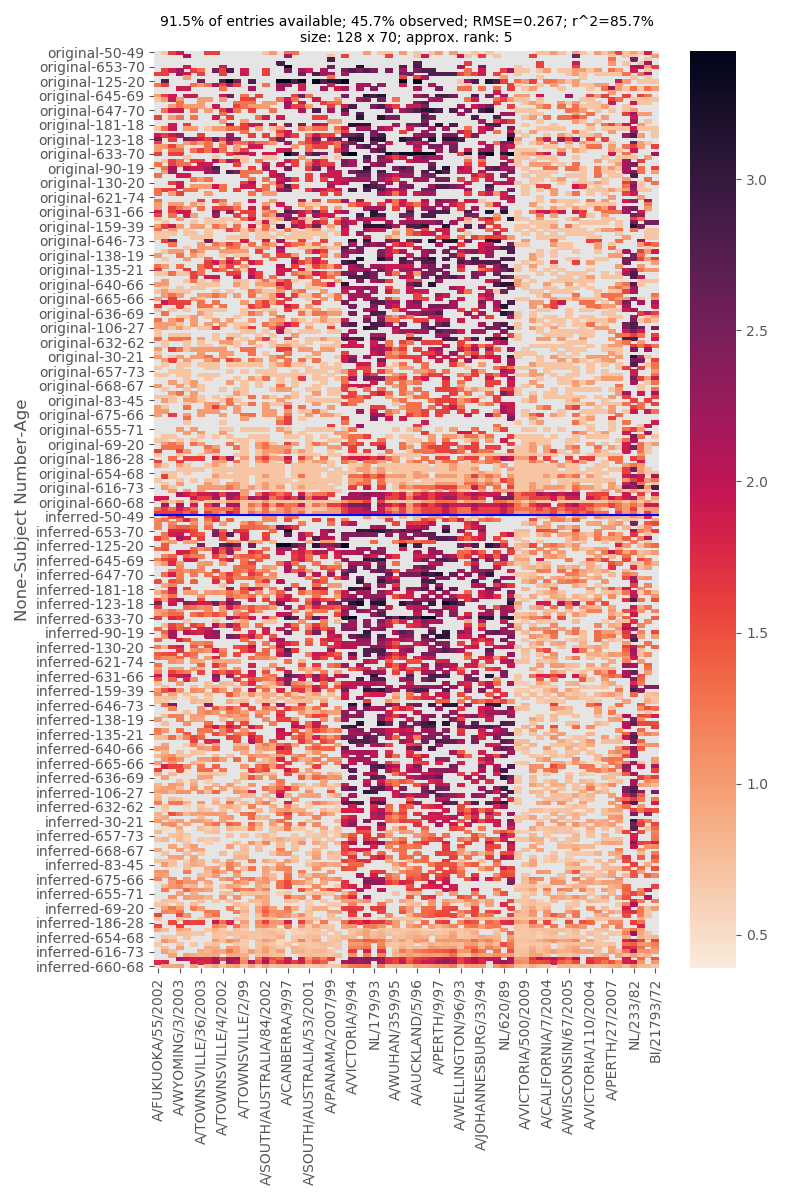 91.5% of entries available; 45.7% observed; RMSE=0.267; r^2=85.7%
size: 128 x 70; approx. rank: 5
None-Subject Number-Age
original-50-49
original-653-70
original-125-20
original-645-69
original-647-70
original-181-18
original-123-18
original-633-70
original-90-19
original-130-20
original-621-74
original-631-66
original-159-39
original-646-73
original-138-19
original-135-21
original-640-66
original-665-66
original-636-69
original-106-27
original-632-62
original-30-21
original-657-73
original-668-67
original-83-45
original-675-66
original-655-71
original-69-20
original-186-28
original-654-68
original-616-73
original-660-68
inferred-50-49
inferred-653-70
inferred-125-20
inferred-645-69
inferred-647-70
inferred-181-18
inferred-123-18
inferred-633-70
inferred-90-19
inferred-130-20
inferred-621-74
inferred-631-66
inferred-159-39
inferred-646-73
inferred-138-19
inferred-135-21
inferred-640-66
inferred-665-66
inferred-636-69
inferred-106-27
inferred-632-62
inferred-30-21
inferred-657-73
inferred-668-67
inferred-83-45
inferred-675-66
inferred-655-71
inferred-69-20
inferred-186-28
inferred-654-68
inferred-616-73
inferred-660-68
A/FUKUOKA/55/2002
A/WYOMING/3/2003
A/TOWNSVILLE/36/2003
A/TOWNSVILLE/4/2002
A/TOWNSVILLE/2/99
A/SOUTH/AUSTRALIA/84/2002
A/CANBERRA/9/97
A/SOUTH/AUSTRALIA/53/2001
A/PANAMA/2007/99
A/VICTORIA/9/94
NL/179/93
A/WUHAN/359/95
A/AUCKLAND/5/96
A/PERTH/9/97
A/WELLINGTON/96/93
A/JOHANNESBURG/33/94
NL/620/89
A/VICTORIA/500/2009
A/CALIFORNIA/7/2004
A/WISCONSIN/67/2005
A/VICTORIA/110/2004
A/PERTH/27/2007
NL/233/82
BI/21793/72
3.0
2.5
2.0
1.5
1.0
0.5